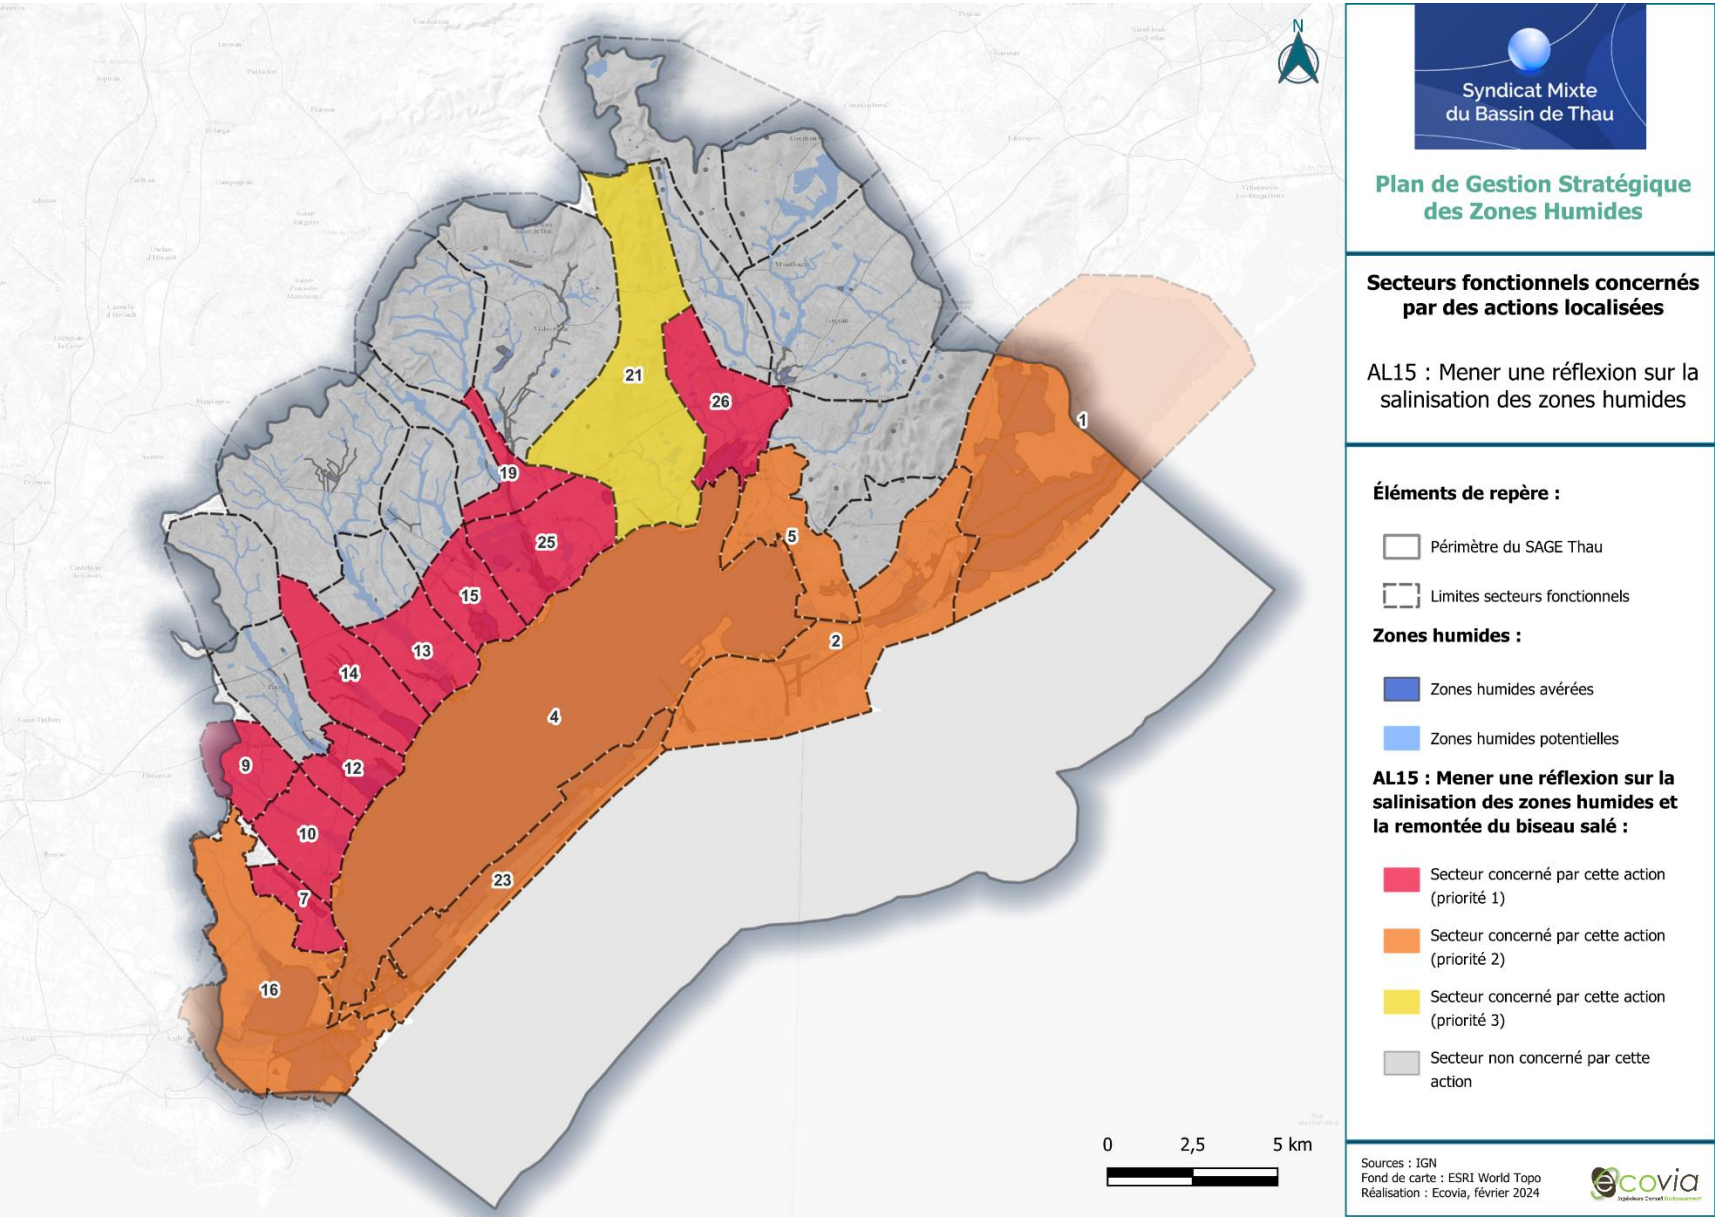 N
21
26
1
19
5
25
15
2
13
14
4
12
9
10
23
7
16
0 2,5 5 km
Syndicat Mixte
du Bassin de Thau
Plan de Gestion Stratégique
des Zones Humides
Secteurs fonctionnels concernés
par des actions localisées
AL15 : Mener une réflexion sur la
salinisation des zones humides
Éléments de repère :
Périmètre du SAGE Thau
Limites secteurs fonctionnels
Zones humides :
Zones humides avérées
Zones humides potentielles
AL15 : Mener une réflexion sur la
salinisation des zones humides et
la remontée du biseau salé :
Secteur concerné par cette action
(priorité 1)
Secteur concerné par cette action
(priorité 2)
Secteur concerné par cette action
(priorité 3)
Secteur non concerné par cette
action
Sources : IGN
Fond de carte : ESRI World Topo
Réalisation : Ecovia, février 2024
ecovia
Ingénieurs Conseil Environnement